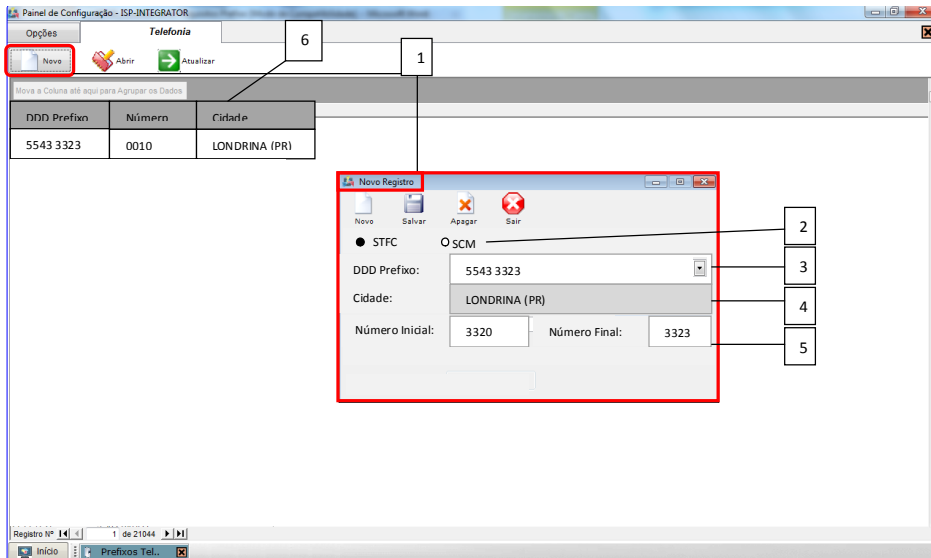 Painel de Configuração - ISP-INTEGRATOR
Opções
Telefonia
6
Novo
Abrir
Atualizar
1
Mova a Coluna até aqui para Agrupar os Dados
DDD Prefixo
Número
Cidade
5543 3323
0010
LONDRINA (PR)
Novo Registro
Novo
Salvar
Apagar
Sair
STFC
SCM
2
DDD Prefixo:
5543 3323
3
Cidade:
LONDRINA (PR)
4
Número Inicial:
3320
Número Final:
3323
5
Registro Nº
1 de 21044
Início
Prefixos Tel..